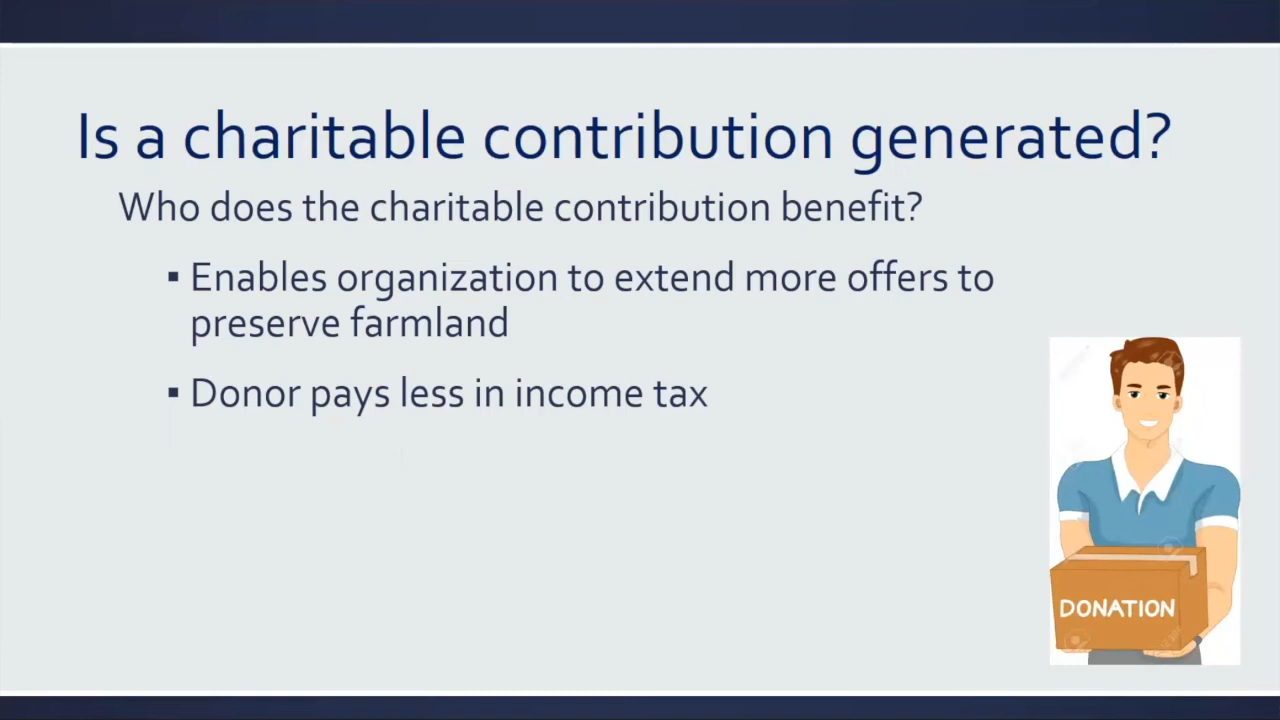 Is a charitable contribution generated?
Who does the charitable contribution benefit?
▪ Enables organization to extend more offers to
preserve farmland
▪ Donor pays less in income tax
DONATION